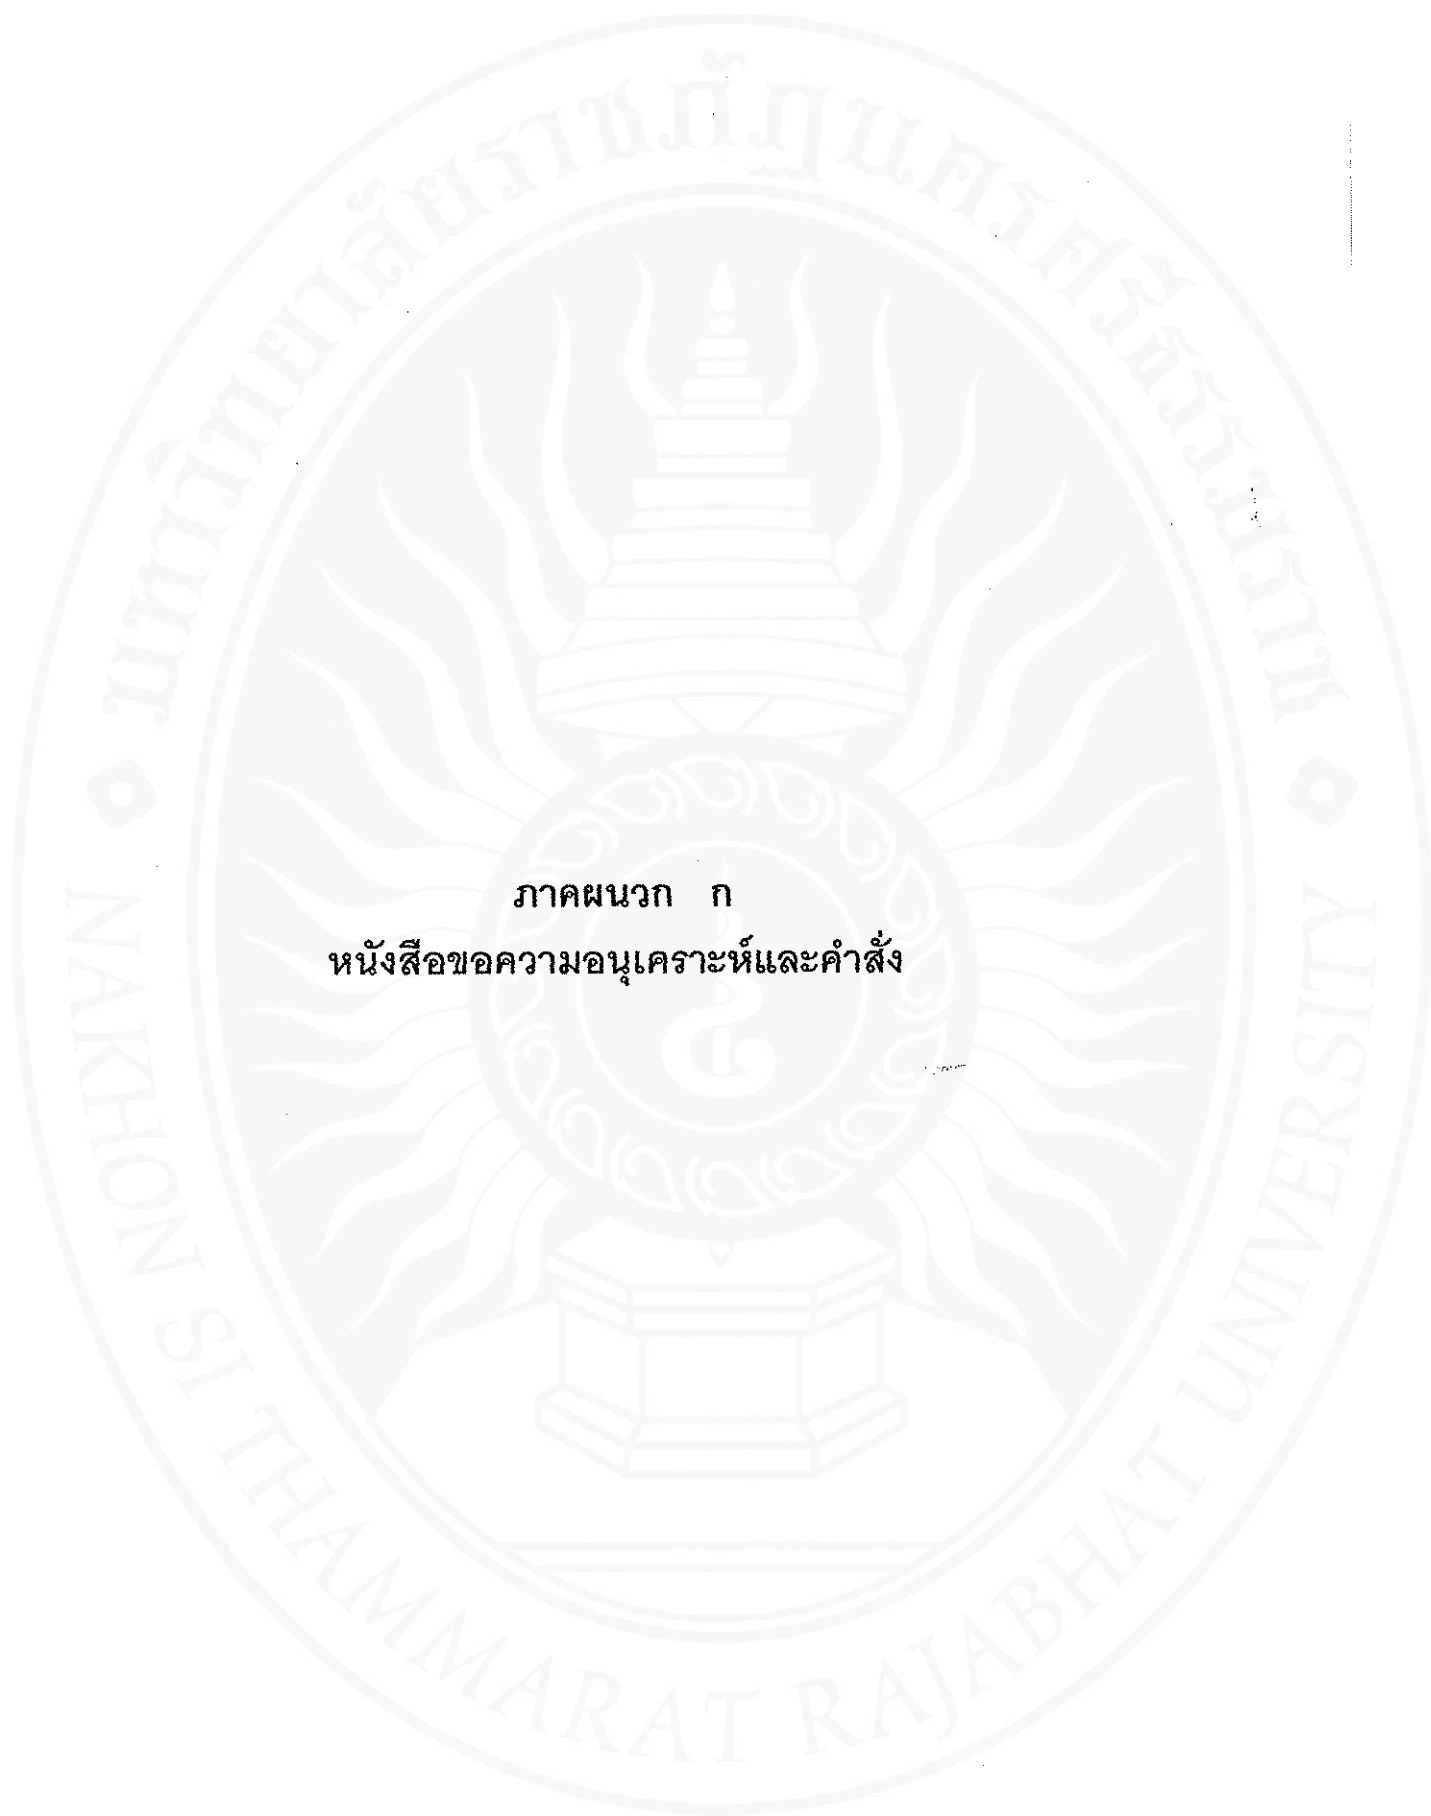 มหาวิทยาลัยราชภัฏนครศรีธรรมราช
ภาคผนวก ก
หนังสือขอความอนุเคราะห์และคำสั่ง
NAKHON SI THAMMARAT RAJABHAT UNIVERSITY